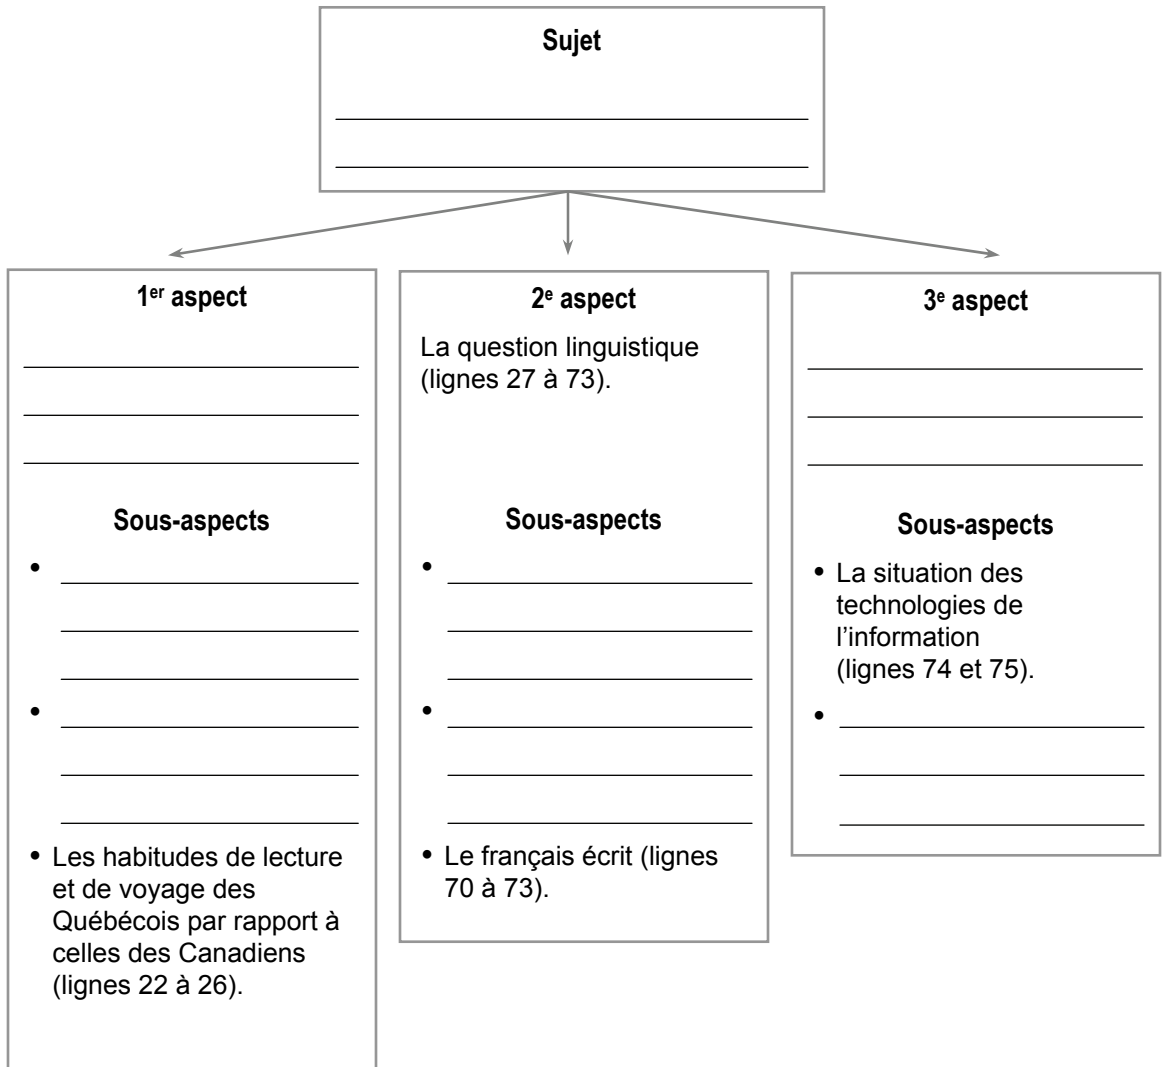 Sujet
1er aspect
Sous-aspects
• Les habitudes de lecture
et de voyage des
Québécois par rapport à
celles des Canadiens
(lignes 22 à 26).
2e aspect
La question linguistique
(lignes 27 à 73).
Sous-aspects
• Le français écrit (lignes
70 à 73).
3e aspect
Sous-aspects
• La situation des
technologies de
l’information
(lignes 74 et 75).